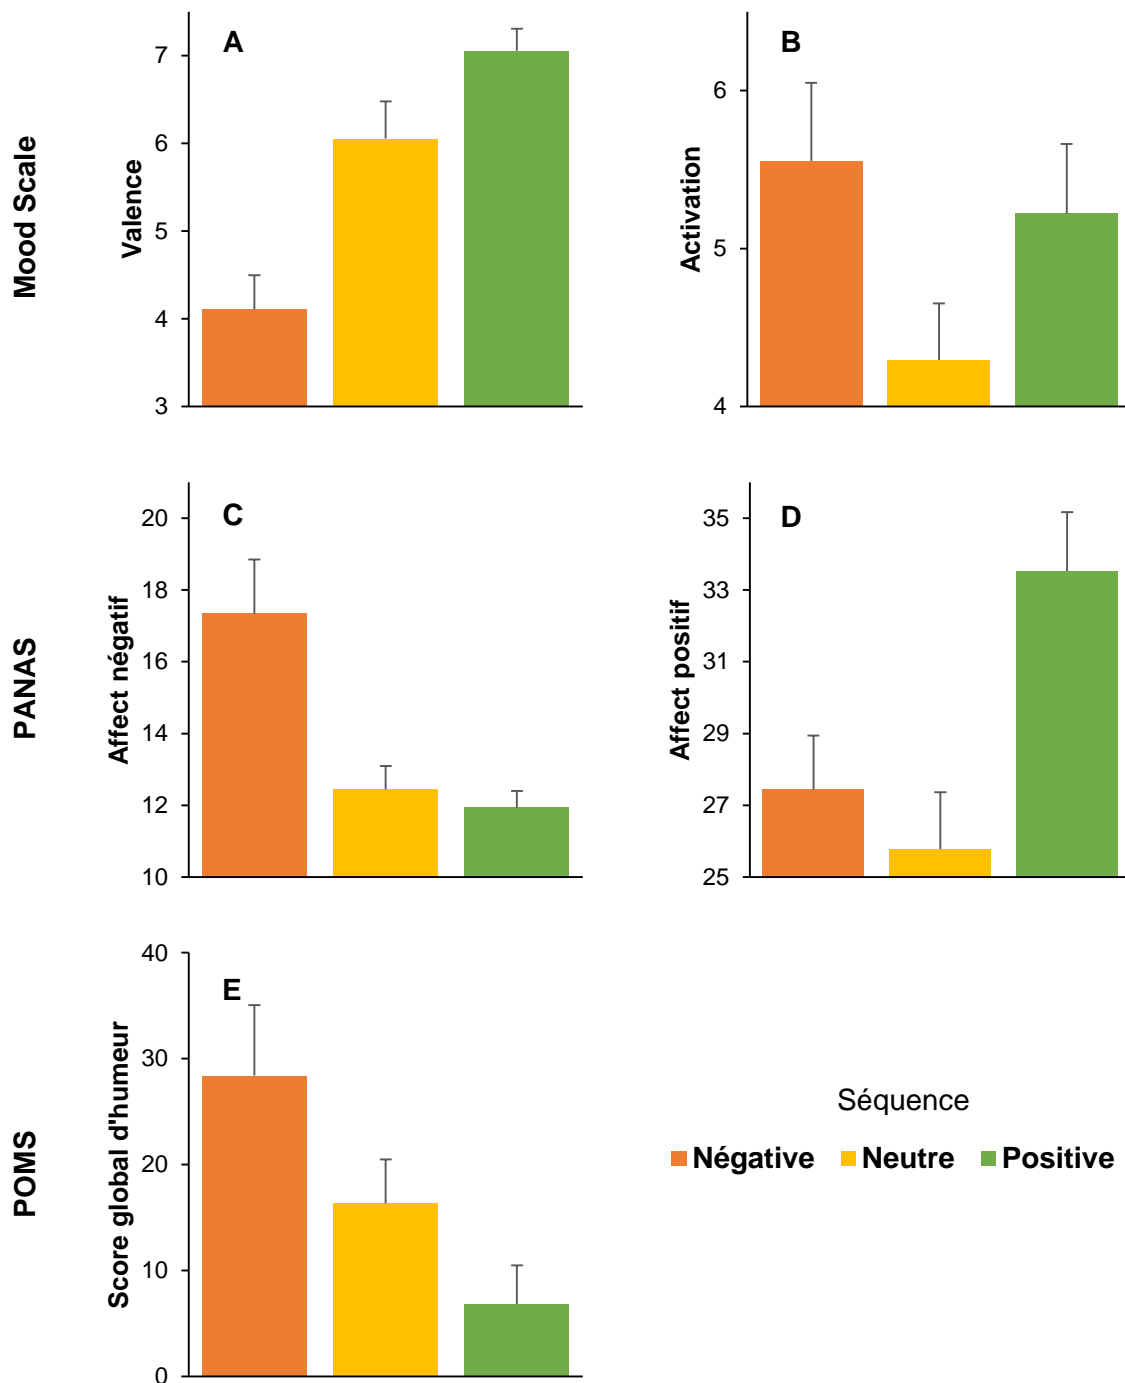 Mood Scale
A
Valence
7
6
5
4
3
B
Activation
6
5
4
PANAS
C
Affect négatif
20
18
16
14
12
10
D
Affect positif
35
33
31
29
27
25
POMS
E
Score global d'humeur
40
30
20
10
0
Séquence
Négative Neutre Positive